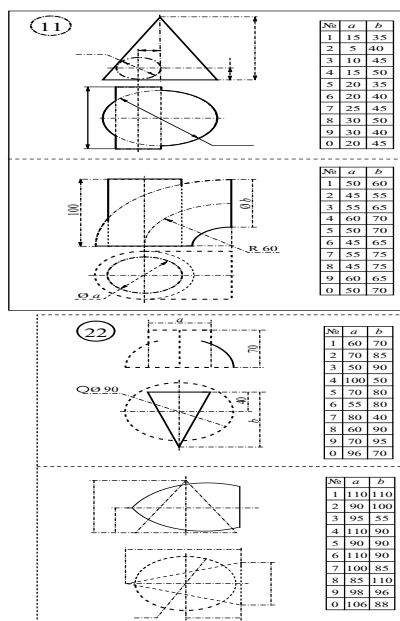 11
№ a b
1 15 35
2 5 40
3 10 45
4 15 50
5 20 35
6 20 40
7 25 45
8 30 50
9 30 40
0 20 45
100
Ø b
R 60
Ø a
№ a b
1 50 60
2 45 55
3 55 65
4 60 70
5 50 70
6 45 65
7 55 75
8 45 75
9 60 65
0 50 70
22
a
70
QØ 90
40
b
№ a b
1 60 70
2 70 85
3 50 90
4 100 50
5 70 80
6 55 80
7 80 40
8 60 90
9 70 95
0 96 70
№ a b
1 110 110
2 90 100
3 95 55
4 110 90
5 90 90
6 110 90
7 100 85
8 85 110
9 98 96
0 106 88